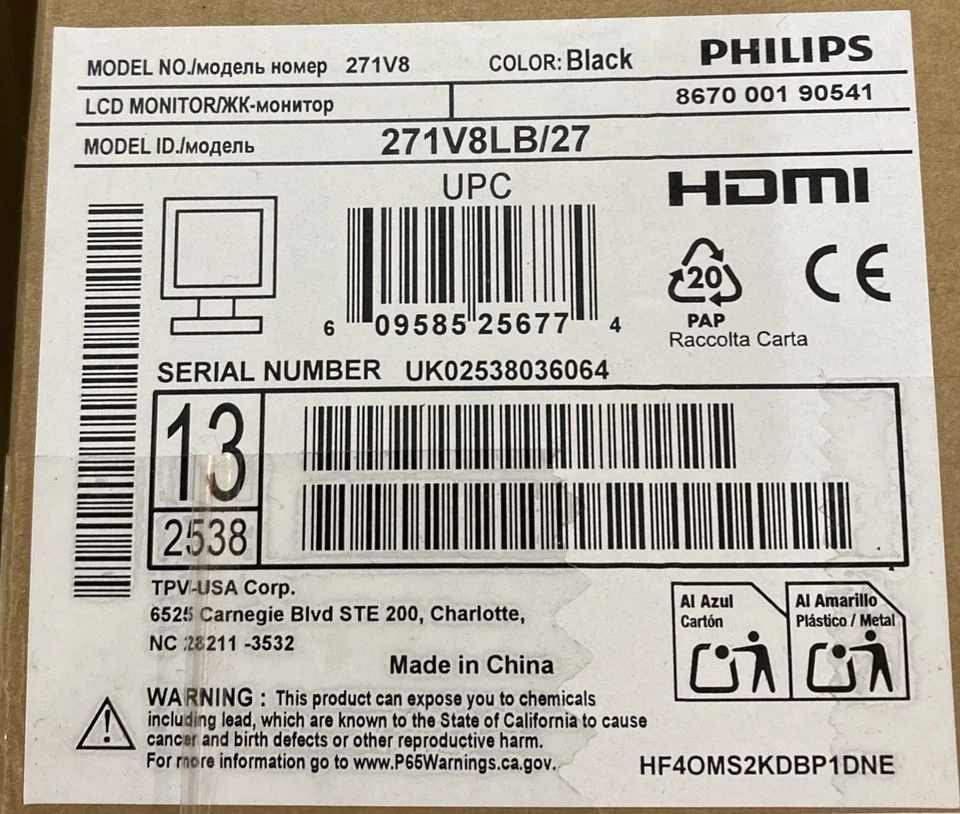 MODEL NO./модель номер 271V8 COLOR: Black PHILIPS
LCD MONITOR/ЖК-монитор 8670 001 90541
MODEL ID./модель 271V8LB/27
UPC HDMI
20
CE
PAP
Raccolta Carta
6 09585 25677 4
SERIAL NUMBER UK02538036064
13
2538
TPV-USA Corp.
6525 Carnegie Blvd STE 200, Charlotte,
NC 28211 -3532
Made in China
Al Azul
Cartón
Al Amarillo
Plástico / Metal
WARNING : This product can expose you to chemicals
including lead, which are known to the State of California to cause
cancer and birth defects or other reproductive harm.
For more information go to www.P65Warnings.ca.gov.
HF4OMS2KDBP1DNE